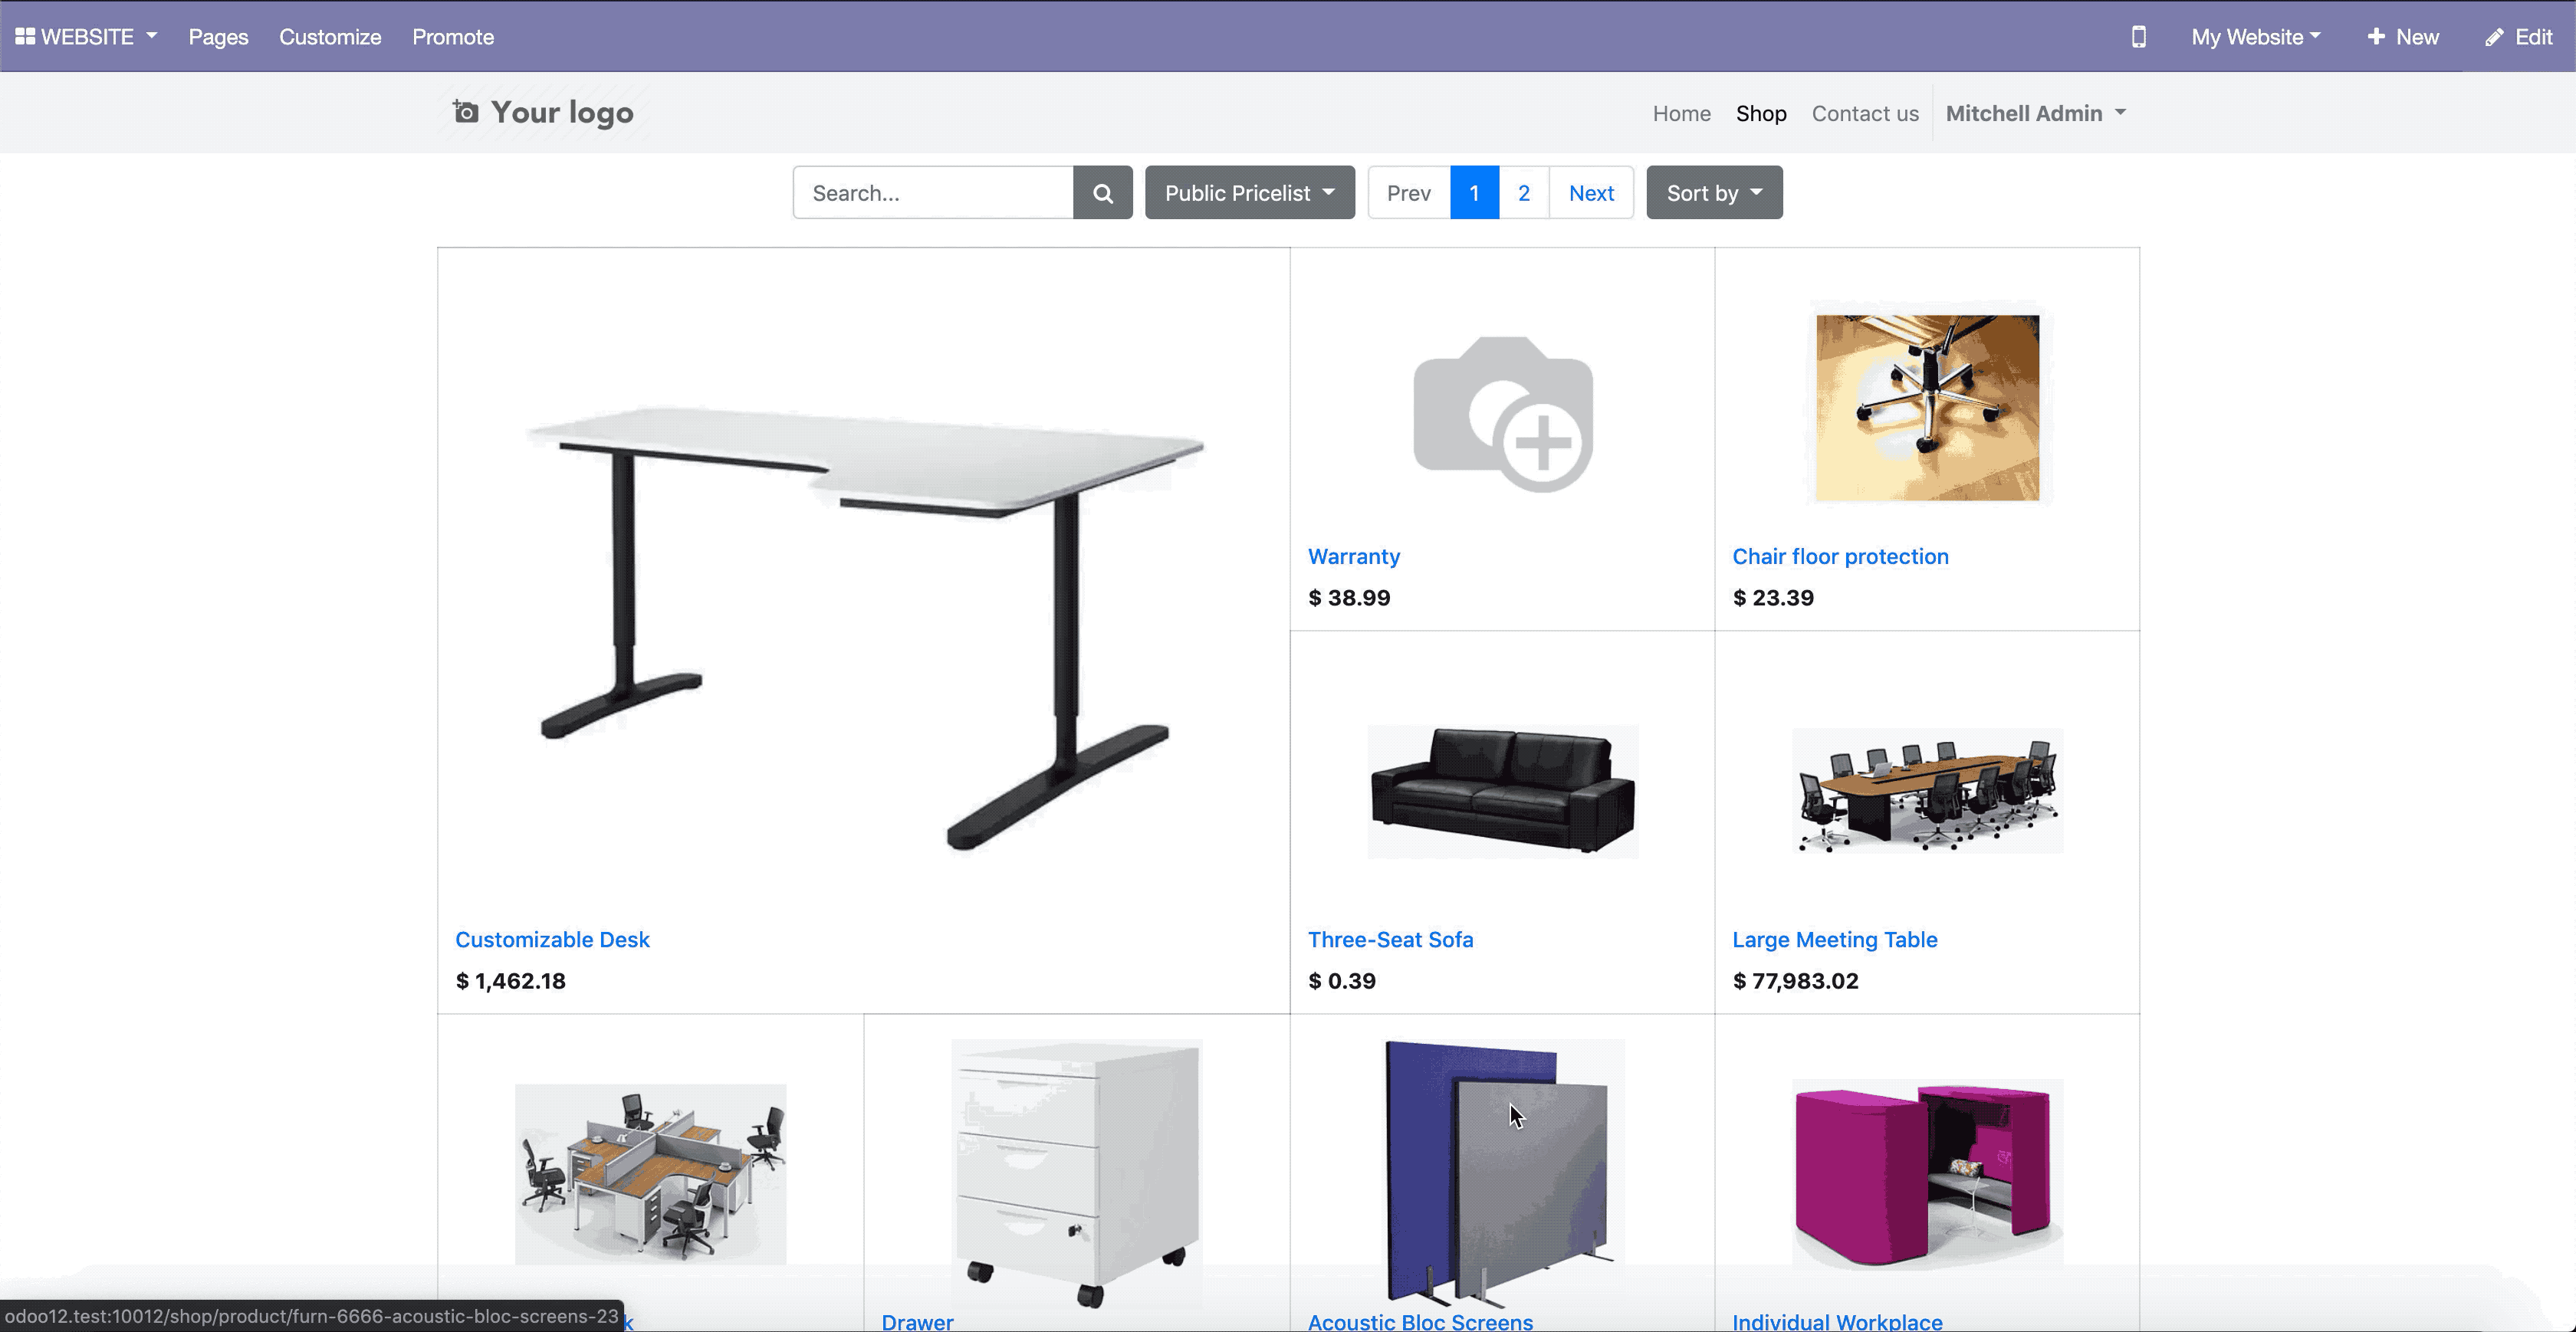 WEBSITE Pages Customize Promote My Website New Edit
Your logo Home Shop Contact us Mitchell Admin
Search... Public Pricelist Prev 1 2 Next Sort by
Warranty
$ 38.99
Chair floor protection
$ 23.39
Customizable Desk
$ 1,462.18
Three-Seat Sofa
$ 0.39
Large Meeting Table
$ 77,983.02
Drawer
Acoustic Bloc Screens
Individual Workplace
odoo12.test:10012/shop/product/furn-6666-acoustic-bloc-screens-23